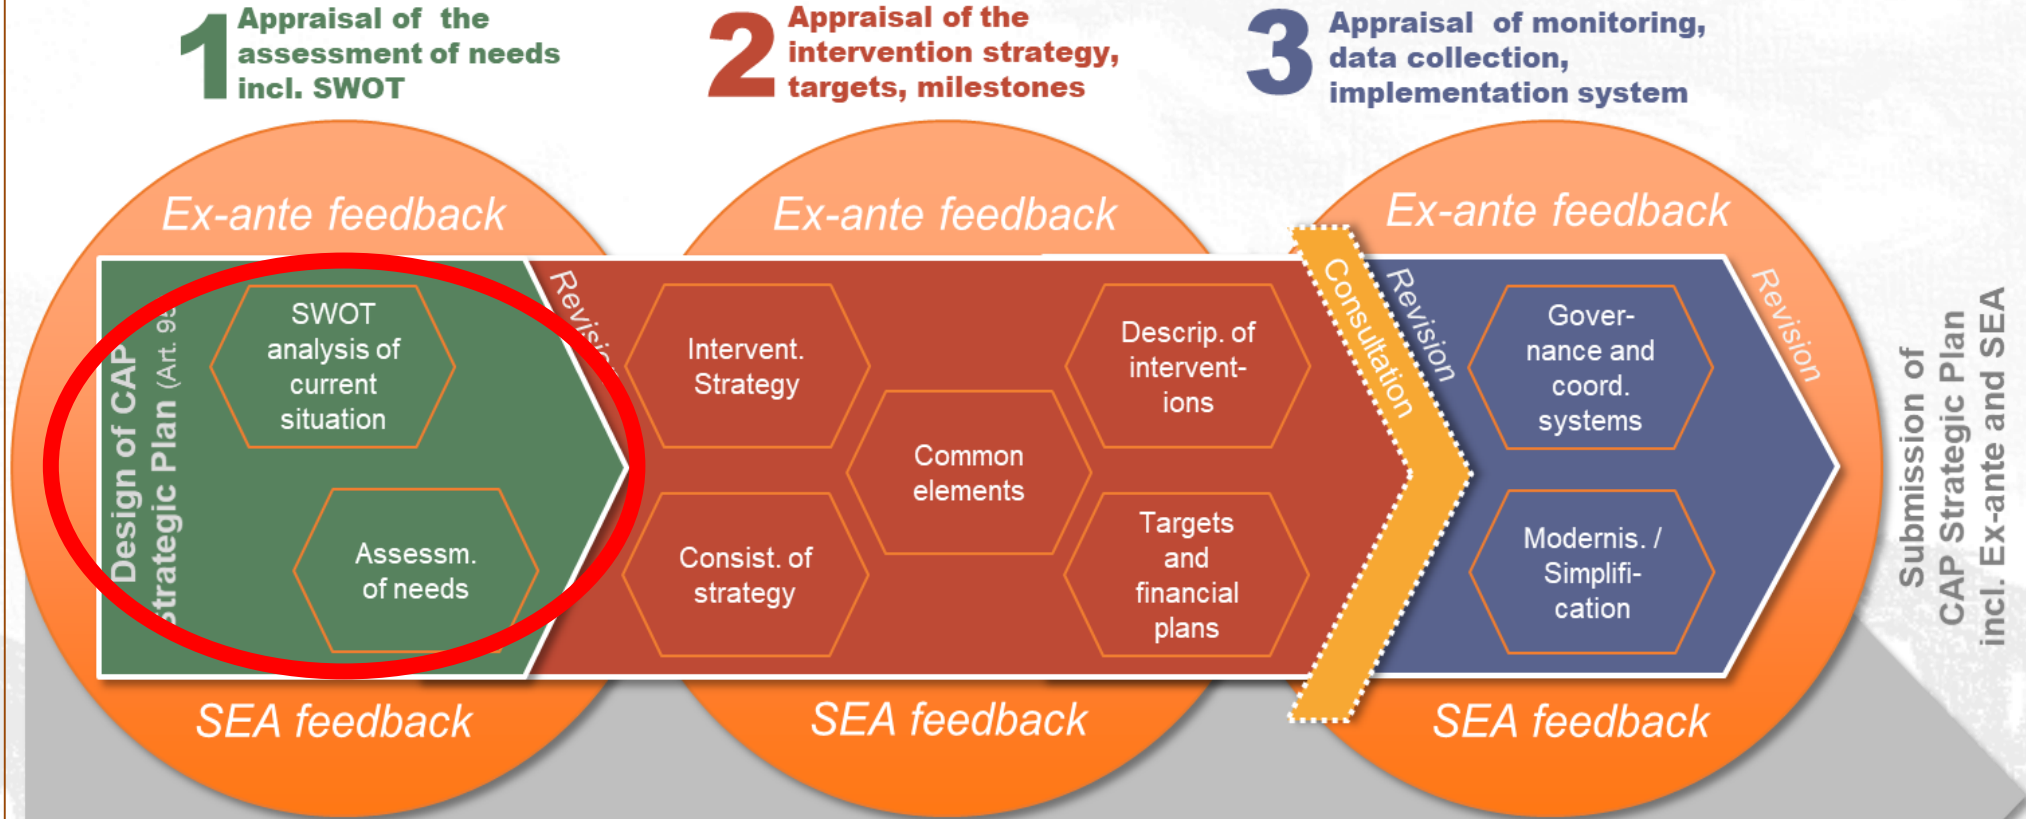 1
Appraisal of the
assessment of needs
incl. SWOT
2
Appraisal of the
intervention strategy,
targets, milestones
3
Appraisal of monitoring,
data collection,
implementation system
Ex-ante feedback
Ex-ante feedback
Ex-ante feedback
Design of CAP
Strategic Plan (Art. 95
SWOT
analysis of
current
situation
Assessm.
of needs
Revision
Intervent.
Strategy
Consist. of
strategy
Common
elements
Descrip. of
intervent-
ions
Targets
and
financial
plans
Consultation
Revision
Gover-
nance and
coord.
systems
Modernis. /
Simplifi-
cation
Revision
Submission of
CAP Strategic Plan
incl. Ex-ante and SEA
SEA feedback
SEA feedback
SEA feedback